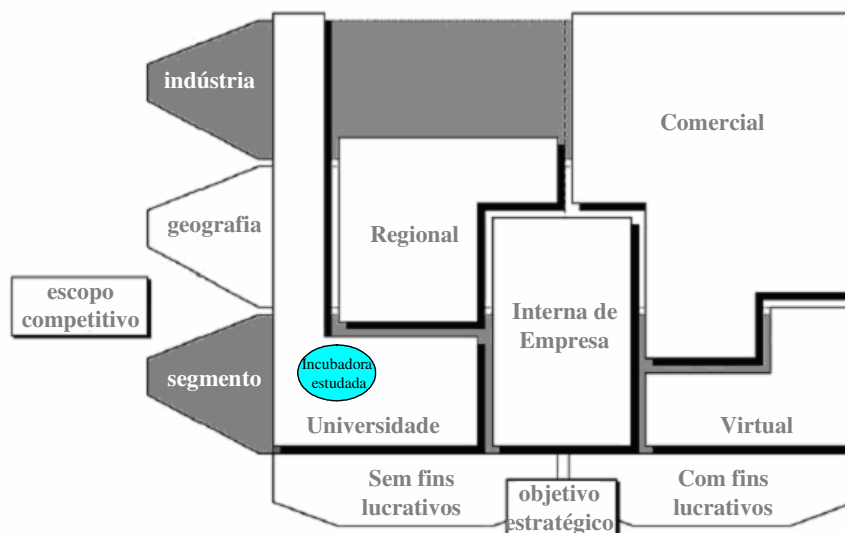 indústria
Comercial
geografia
Regional
escopo
competitivo
Interna de
Empresa
Incubadora
estudada
segmento
Universidade
Virtual
Sem fins
lucrativos
objetivo
estratégico
Com fins
lucrativos